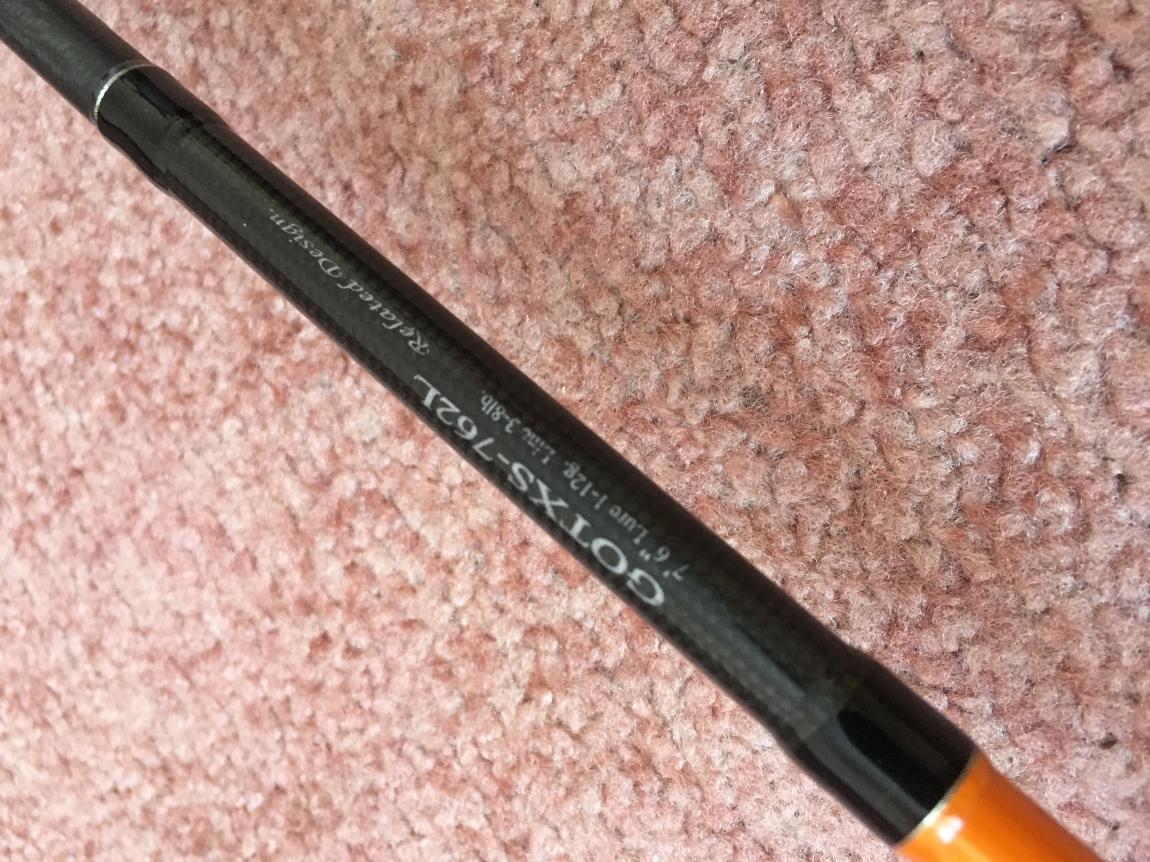 GOTXS-762L
7'6" Lure 1-12g. Line 3-8lb.
Related Design.